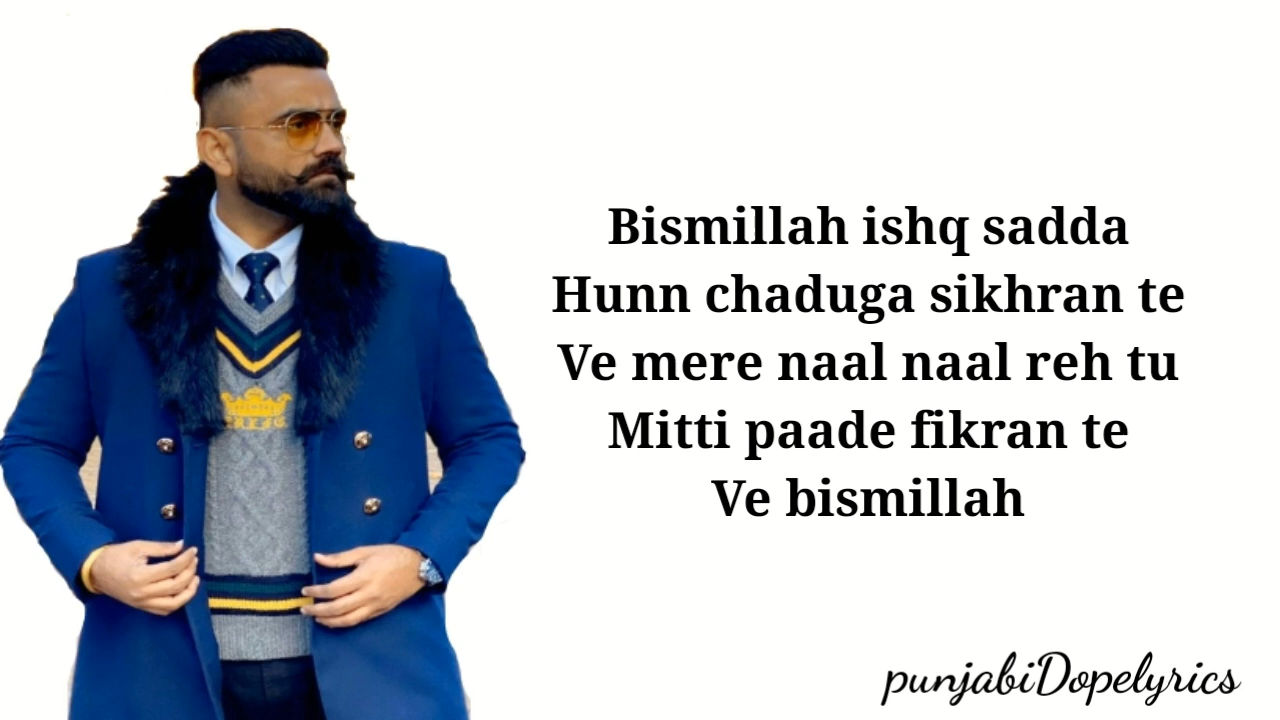 Bismillah ishq sadda
Hunn chaduga sikhran te
Ve mere naal naal reh tu
Mitti paade fikran te
Ve bismillah
punjabiDopelyrics